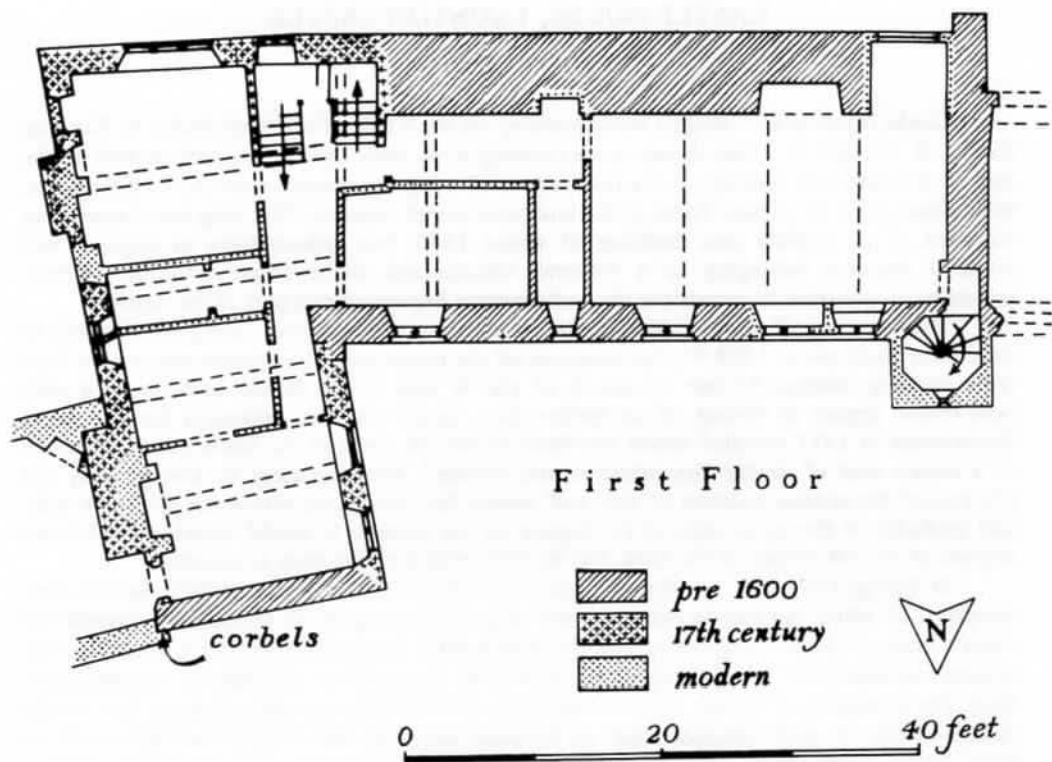 First Floor
pre 1600
17th century
modern
N
corbels
0 20 40 feet